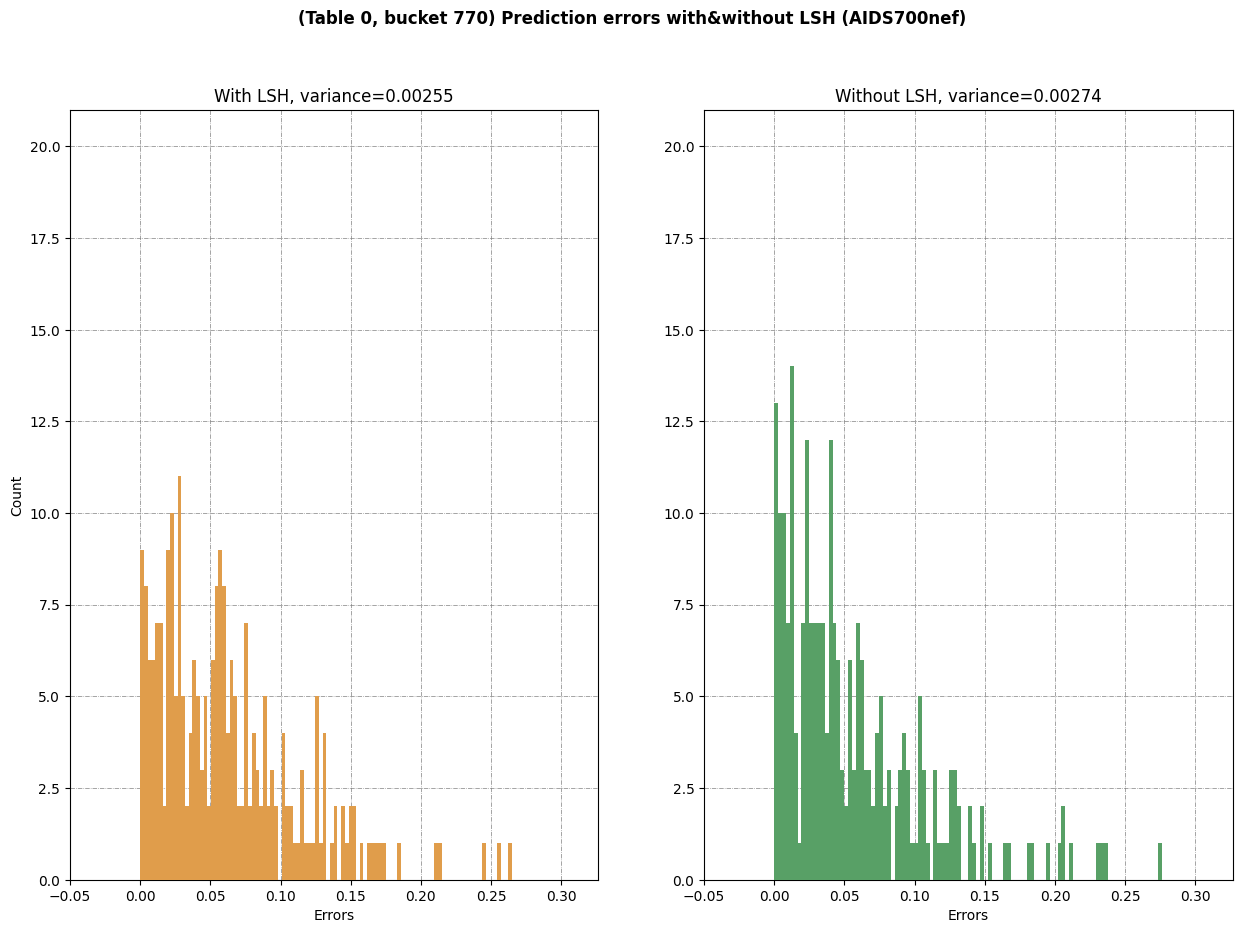 (Table 0, bucket 770) Prediction errors with&without LSH (AIDS700nef)
With LSH, variance=0.00255
20.0
17.5
15.0
12.5
10.0
7.5
5.0
2.5
0.0
Count
−0.05 0.00 0.05 0.10 0.15 0.20 0.25 0.30
Errors
Without LSH, variance=0.00274
20.0
17.5
15.0
12.5
10.0
7.5
5.0
2.5
0.0
−0.05 0.00 0.05 0.10 0.15 0.20 0.25 0.30
Errors